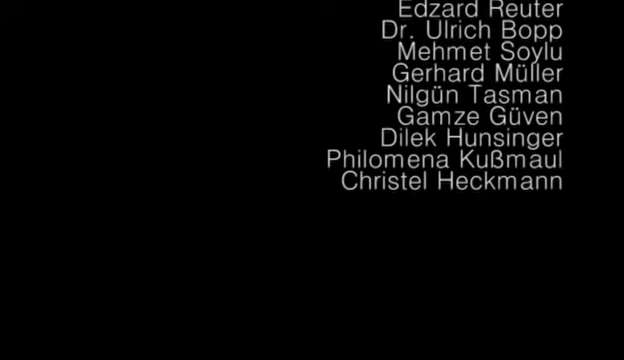 Edzard Reuter
Dr. Ulrich Bopp
Mehmet Soylu
Gerhard Müller
Nilgün Tasman
Gamze Güven
Dilek Hunsinger
Philomena Kußmaul
Christel Heckmann